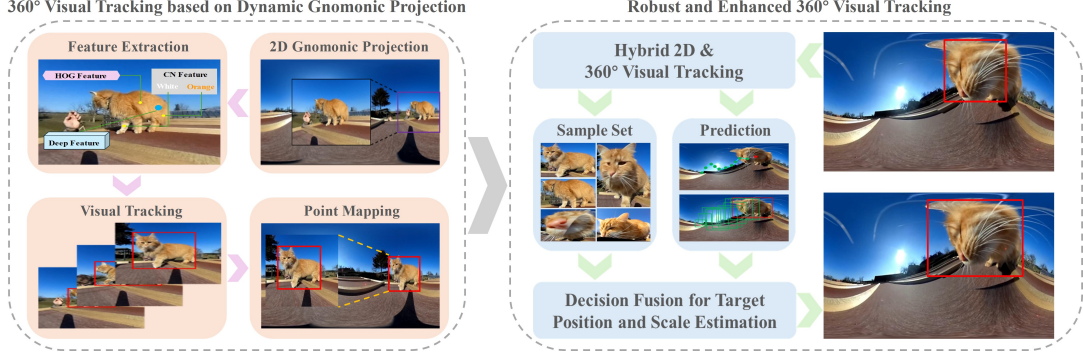 360° Visual Tracking based on Dynamic Gnomonic Projection
Feature Extraction
HOG Feature
CN Feature
White Orange
Deep Feature
2D Gnomonic Projection
Visual Tracking
Point Mapping
Robust and Enhanced 360° Visual Tracking
Hybrid 2D &
360° Visual Tracking
Sample Set
Prediction
Decision Fusion for Target
Position and Scale Estimation